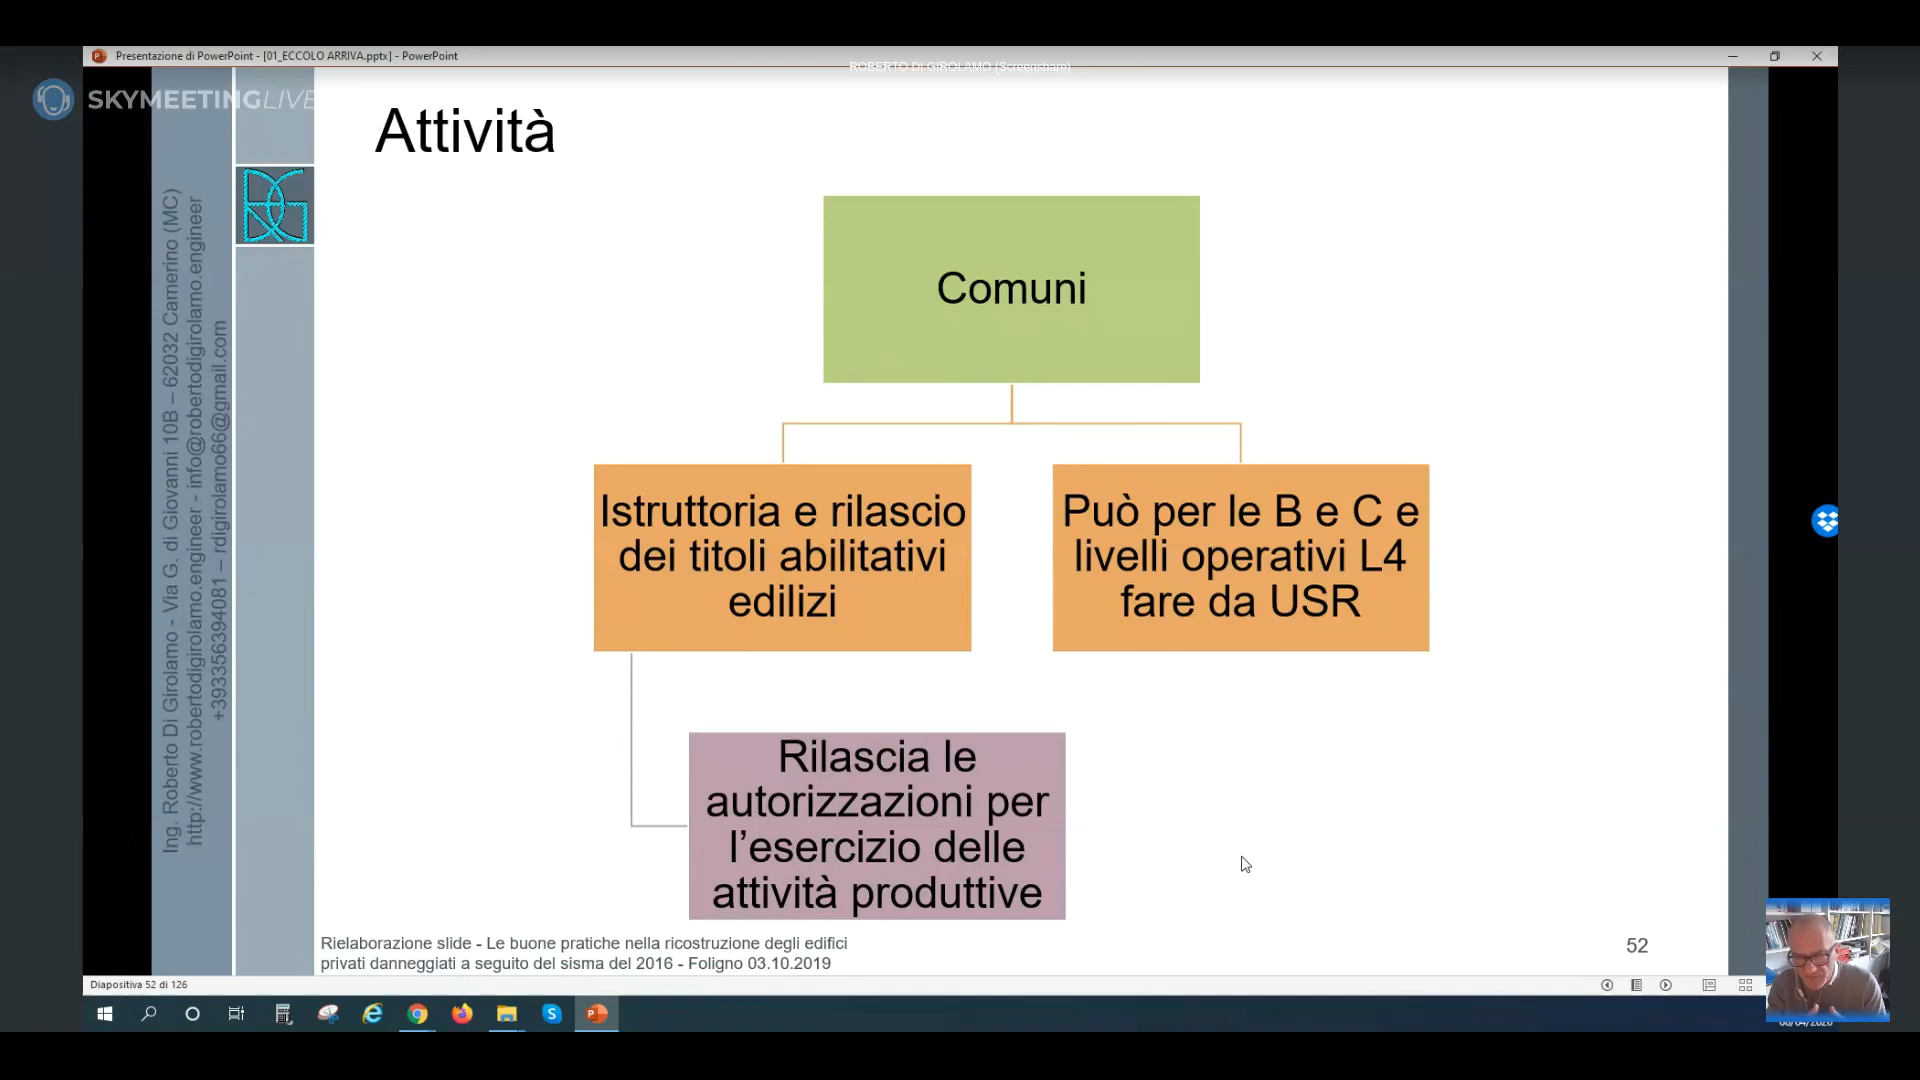 Presentazione di PowerPoint - [01_ECCOLO ARRIVA.pptx] - PowerPoint
ROBERTO DI GIROLAMO (Screenshare)
SKYMEETINGLIVE
Attività
Ing. Roberto Di Girolamo - Via G. di Giovanni 10B – 62032 Camerino (MC)
http://www.robertodigirolamo.engineer - info@robertodigirolamo.engineer
+393356394081 – rdigirolamo66@gmail.com
Comuni
Istruttoria e rilascio
dei titoli abilitativi
edilizi
Può per le B e C e
livelli operativi L4
fare da USR
Rilascia le
autorizzazioni per
l’esercizio delle
attività produttive
Rielaborazione slide - Le buone pratiche nella ricostruzione degli edifici
privati danneggiati a seguito del sisma del 2016 - Foligno 03.10.2019
52
Diapositiva 52 di 126